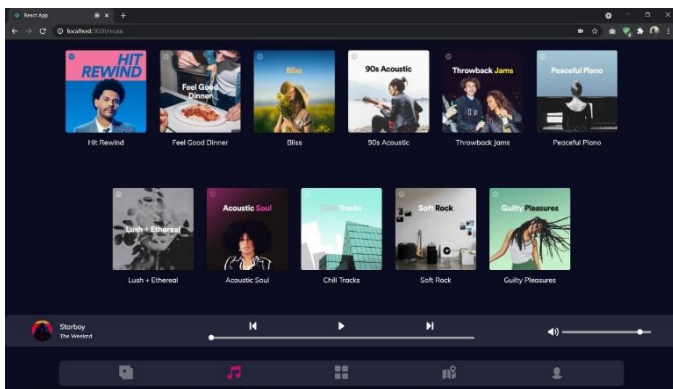 React App
localhost:3000/music
HIT
REWIND
Feel Good
Dinner
Bliss
90s Acoustic
Throwback Jams
Peaceful Piano
Hit Rewind
Feel Good Dinner
Bliss
90s Acoustic
Throwback Jams
Peaceful Piano
Lush + Ethereal
Acoustic Soul
Chill Tracks
Soft Rock
Guilty Pleasures
Lush + Ethereal
Acoustic Soul
Chill Tracks
Soft Rock
Guilty Pleasures
Starboy
The Weeknd